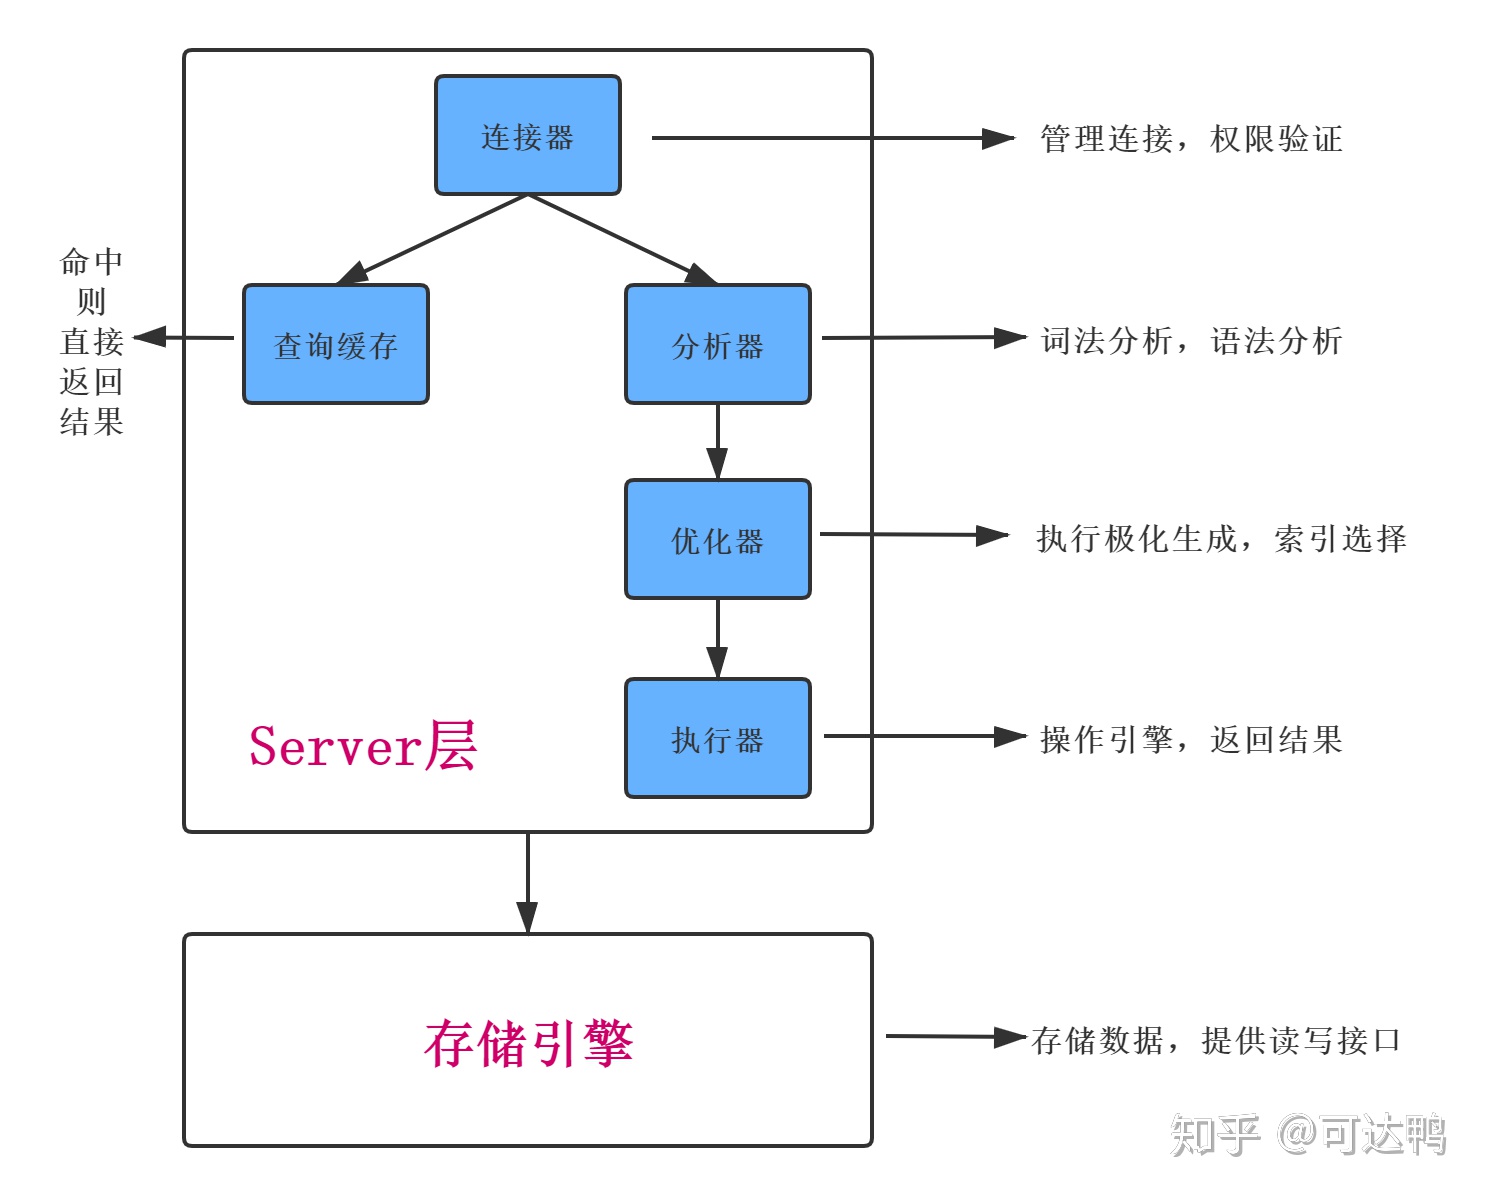 连接器
管理连接，权限验证
命中
则
直接
返回
结果
查询缓存
分析器
词法分析，语法分析
优化器
执行极化生成，索引选择
Server层
执行器
操作引擎，返回结果
存储引擎
存储数据，提供读写接口
知乎 @可达鸭